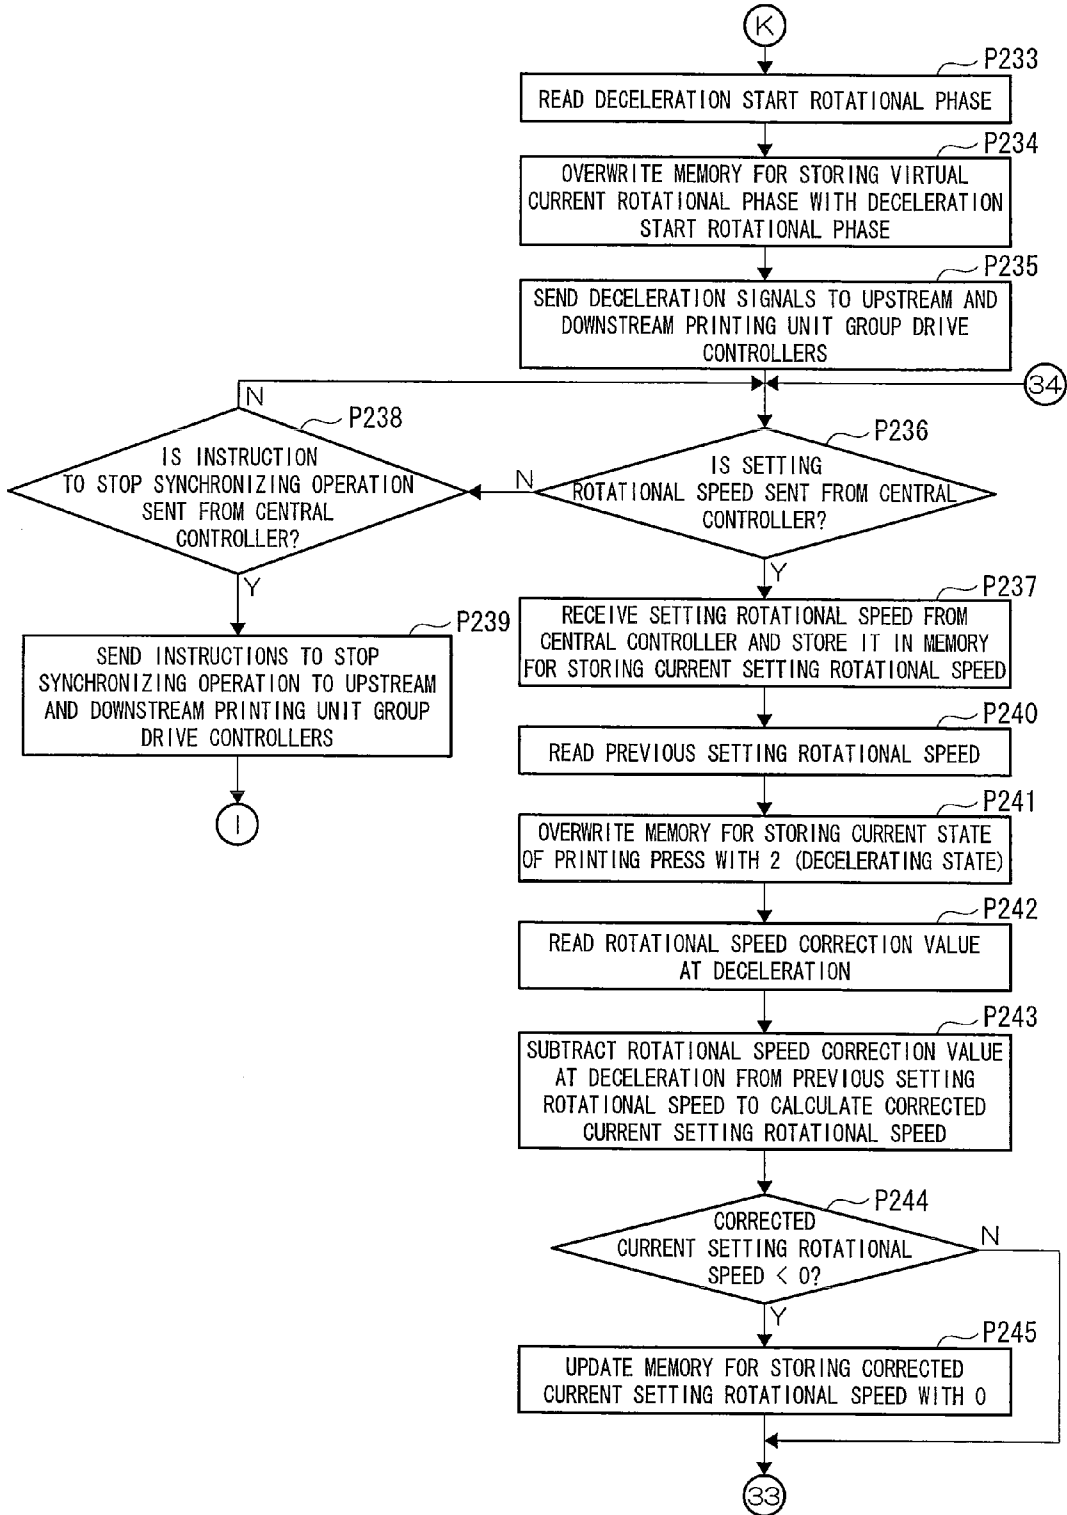 K
P233
READ DECELERATION START ROTATIONAL PHASE
P234
OVERWRITE MEMORY FOR STORING VIRTUAL
CURRENT ROTATIONAL PHASE WITH DECELERATION
START ROTATIONAL PHASE
P235
SEND DECELERATION SIGNALS TO UPSTREAM AND
DOWNSTREAM PRINTING UNIT GROUP DRIVE
CONTROLLERS
34
N
P238
IS INSTRUCTION
TO STOP SYNCHRONIZING OPERATION
SENT FROM CENTRAL
CONTROLLER?
Y
N
P236
IS SETTING
ROTATIONAL SPEED SENT FROM CENTRAL
CONTROLLER?
Y
P239
SEND INSTRUCTIONS TO STOP
SYNCHRONIZING OPERATION TO UPSTREAM
AND DOWNSTREAM PRINTING UNIT GROUP
DRIVE CONTROLLERS
I
P237
RECEIVE SETTING ROTATIONAL SPEED FROM
CENTRAL CONTROLLER AND STORE IT IN MEMORY
FOR STORING CURRENT SETTING ROTATIONAL SPEED
P240
READ PREVIOUS SETTING ROTATIONAL SPEED
P241
OVERWRITE MEMORY FOR STORING CURRENT STATE
OF PRINTING PRESS WITH 2 (DECELERATING STATE)
P242
READ ROTATIONAL SPEED CORRECTION VALUE
AT DECELERATION
P243
SUBTRACT ROTATIONAL SPEED CORRECTION VALUE
AT DECELERATION FROM PREVIOUS SETTING
ROTATIONAL SPEED TO CALCULATE CORRECTED
CURRENT SETTING ROTATIONAL SPEED
P244
CORRECTED
CURRENT SETTING ROTATIONAL
SPEED < 0?
N
Y
P245
UPDATE MEMORY FOR STORING CORRECTED
CURRENT SETTING ROTATIONAL SPEED WITH 0
33